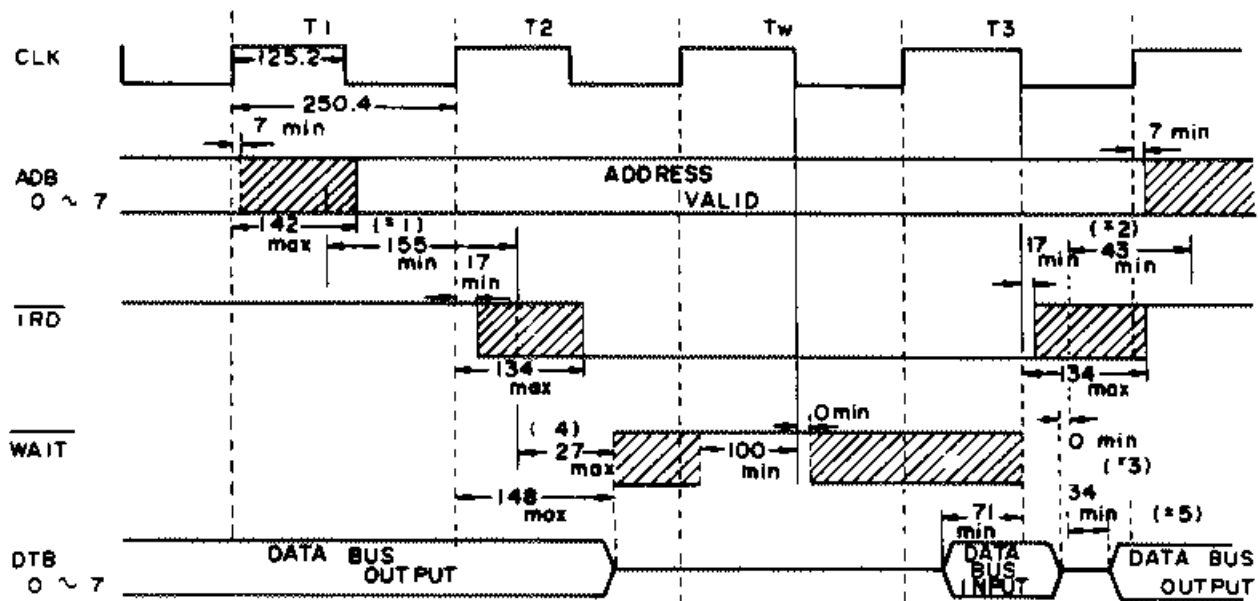 T1 T2 Tw T3
CLK
125.2
250.4
7 min
7 min
ADB
0 ~ 7
ADDRESS
VALID
142
max
(*1)
155
min
(*2)
43
min
17
min
17
min
IRD
134
max
134
max
0 min
WAIT
( 4)
27
max
100
min
0 min
(*3)
148
max
71
min
34
min
(*5)
DTB
0 ~ 7
DATA BUS
OUTPUT
DATA
BUS
INPUT
DATA BUS
OUTPUT